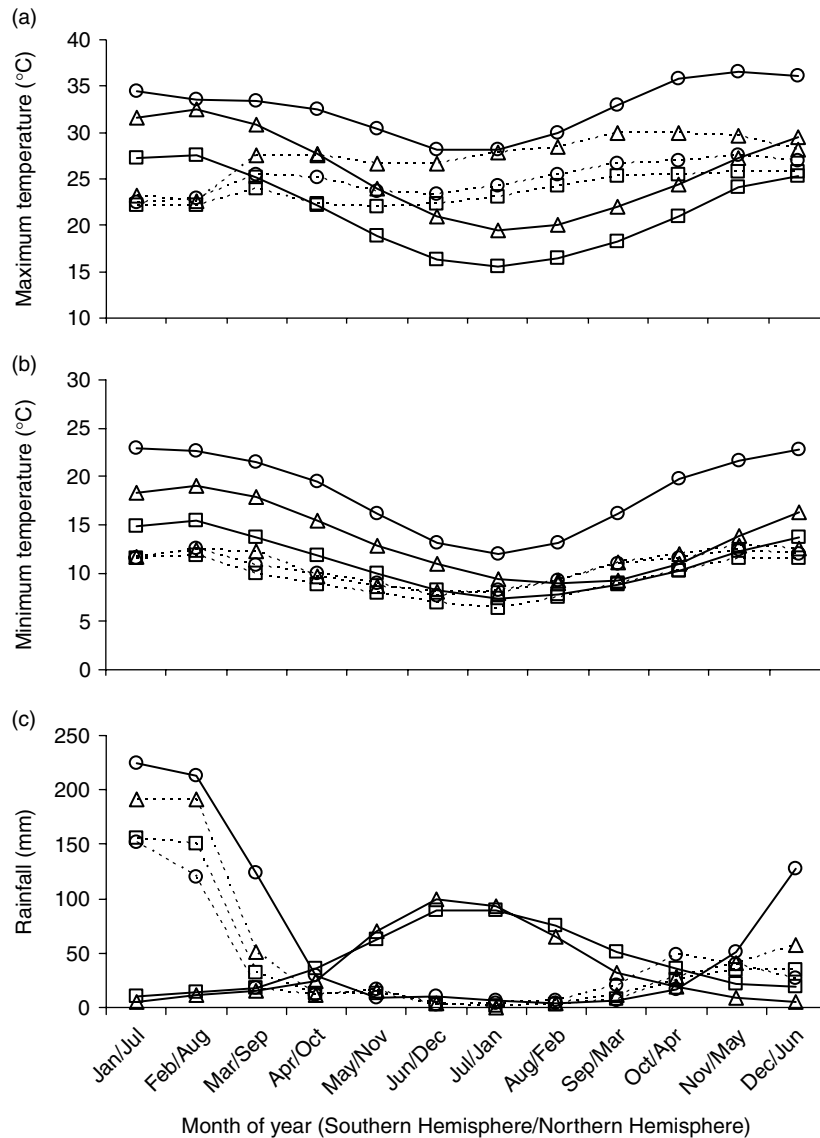 (a)
Maximum temperature (°C)
40
35
30
25
20
15
10
(b)
Minimum temperature (°C)
30
25
20
15
10
5
0
(c)
Rainfall (mm)
250
200
150
100
50
0
Jan/Jul
Feb/Aug
Mar/Sep
Apr/Oct
May/Nov
Jun/Dec
Jul/Jan
Aug/Feb
Sep/Mar
Oct/Apr
Nov/May
Dec/Jun
Month of year (Southern Hemisphere/Northern Hemisphere)